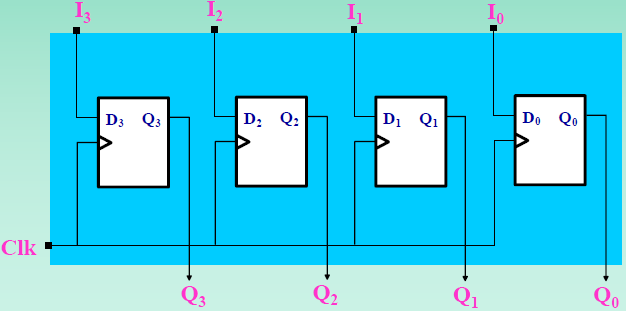 I₃ I₂ I₁ I₀
D₃ Q₃ D₂ Q₂ D₁ Q₁ D₀ Q₀
Clk
Q₃ Q₂ Q₁ Q₀